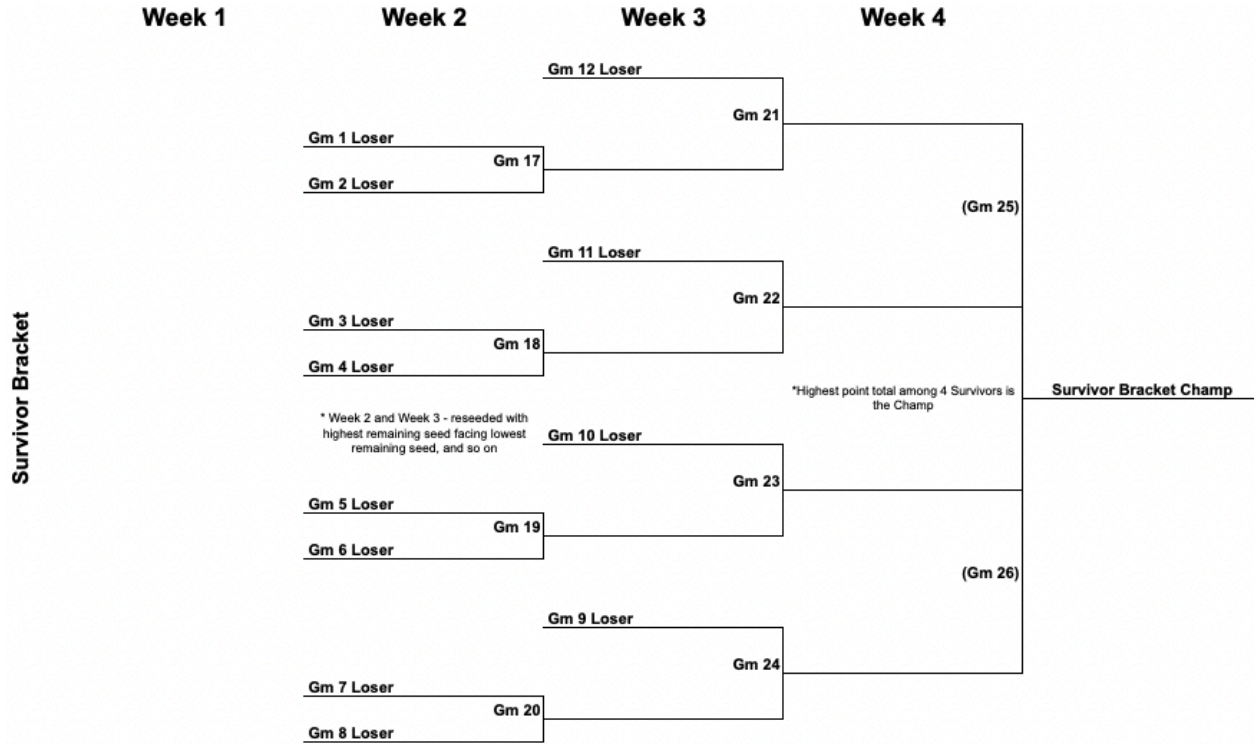 Week 1
Week 2
Week 3
Week 4
Gm 12 Loser
Gm 21
Gm 1 Loser
Gm 17
Gm 2 Loser
(Gm 25)
Gm 11 Loser
Gm 22
Gm 3 Loser
Gm 18
Gm 4 Loser
Survivor Bracket
*Highest point total among 4 Survivors is
the Champ
Survivor Bracket Champ
* Week 2 and Week 3 - reseeded with
highest remaining seed facing lowest
remaining seed, and so on
Gm 10 Loser
Gm 23
Gm 5 Loser
Gm 19
Gm 6 Loser
(Gm 26)
Gm 9 Loser
Gm 24
Gm 7 Loser
Gm 20
Gm 8 Loser